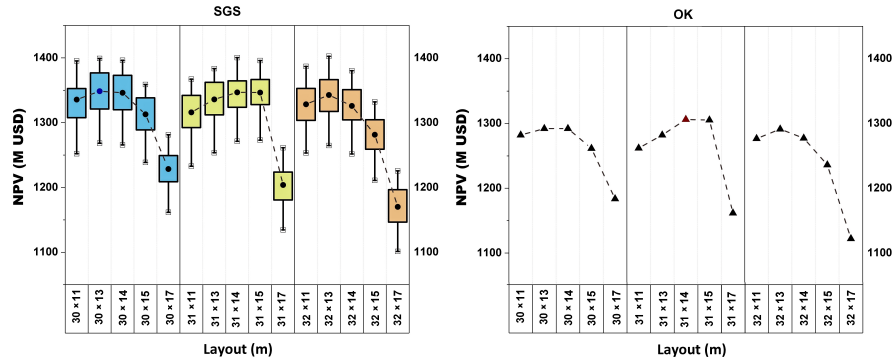 SGS
NPV (M USD)
1400
1300
1200
1100
1400
1300
1200
1100
30 × 11
30 × 13
30 × 14
30 × 15
30 × 17
31 × 11
31 × 13
31 × 14
31 × 15
31 × 17
32 × 11
32 × 13
32 × 14
32 × 15
32 × 17
Layout (m)
OK
NPV (M USD)
1400
1300
1200
1100
1400
1300
1200
1100
30 × 11
30 × 13
30 × 14
30 × 15
30 × 17
31 × 11
31 × 13
31 × 14
31 × 15
31 × 17
32 × 11
32 × 13
32 × 14
32 × 15
32 × 17
Layout (m)